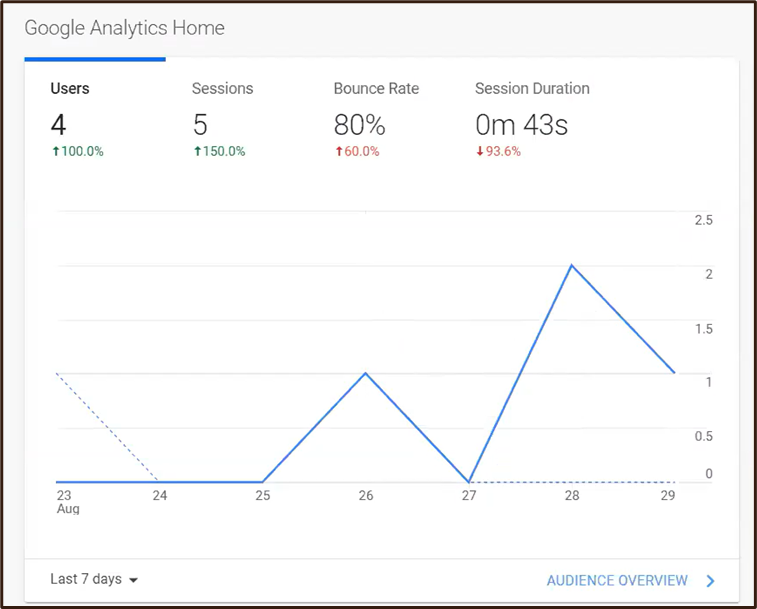 Google Analytics Home
Users Sessions Bounce Rate Session Duration
4 5 80% 0m 43s
↑100.0% ↑150.0% ↑60.0% ↓93.6%
2.5
2
1.5
1
0.5
0
23 24 25 26 27 28 29
Aug
Last 7 days AUDIENCE OVERVIEW